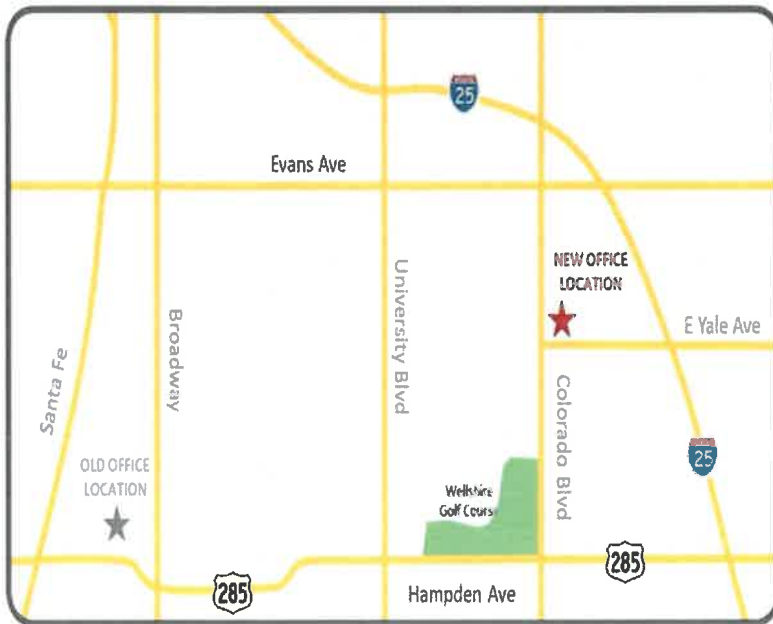 25
Evans Ave
NEW OFFICE
LOCATION
University Blvd
Broadway
E Yale Ave
Santa Fe
Colorado Blvd
OLD OFFICE
LOCATION
25
Wellshire
Golf Course
285
285
Hampden Ave